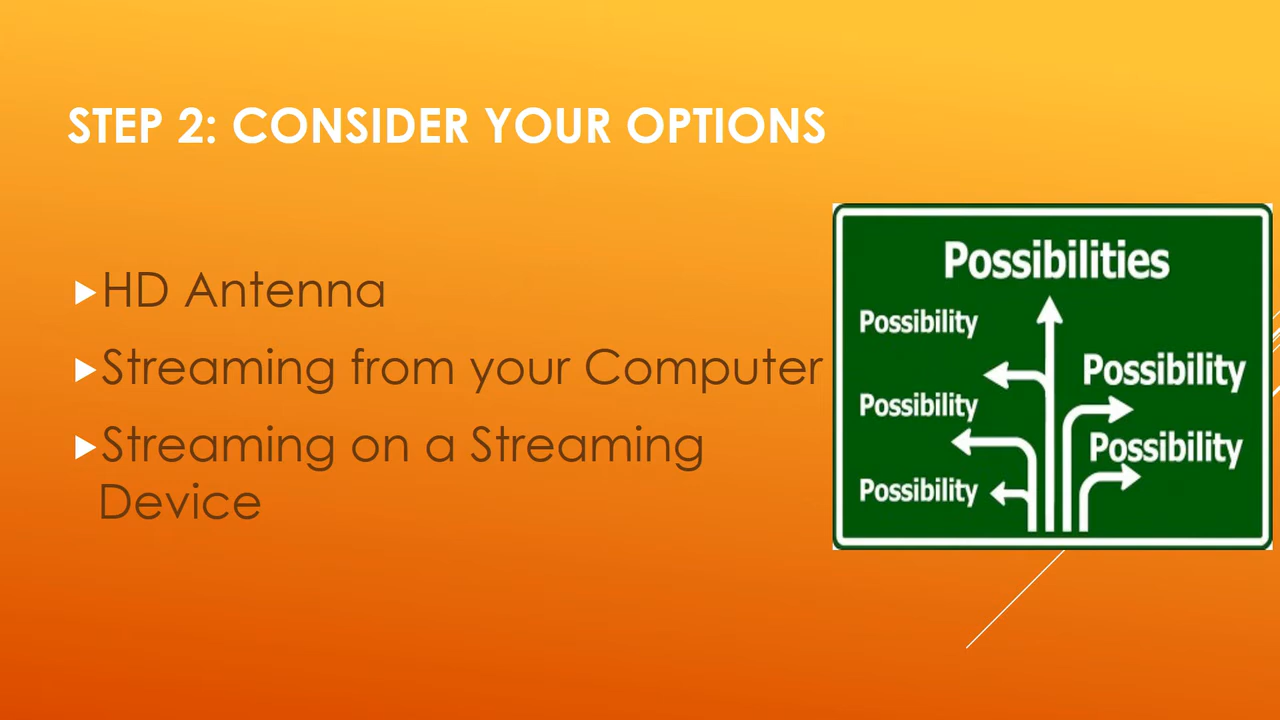 STEP 2: CONSIDER YOUR OPTIONS
HD Antenna
Streaming from your Computer
Streaming on a Streaming
Device
Possibilities
Possibility
Possibility
Possibility
Possibility
Possibility